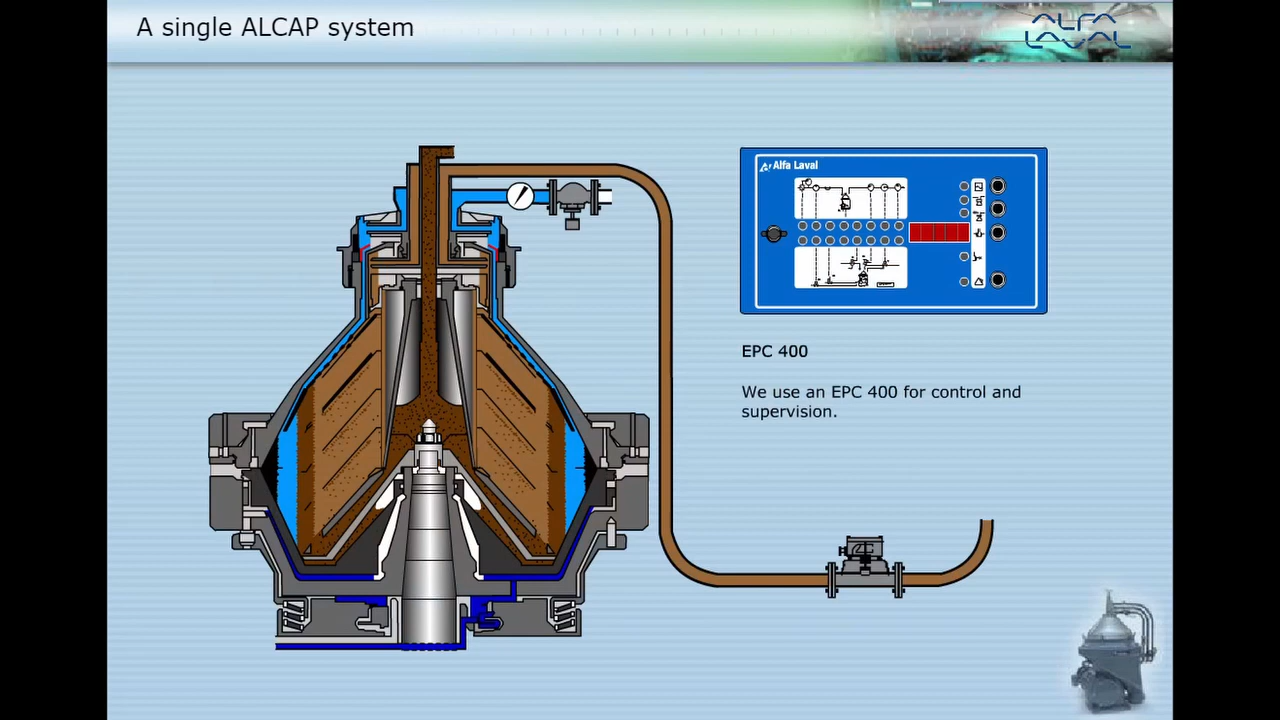 A single ALCAP system
ALFA
LAVAL
Alfa Laval
EPC 400
We use an EPC 400 for control and
supervision.